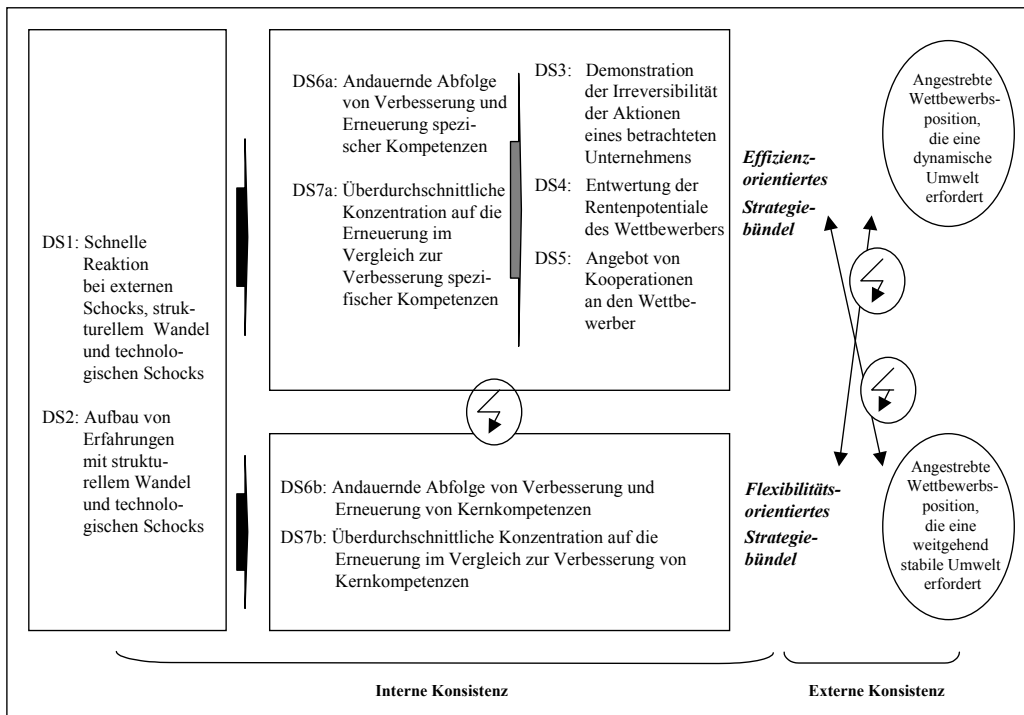 DS1: Schnelle
Reaktion
bei externen
Schocks, struk-
turellem Wandel
und technolo-
gischen Schocks
DS2: Aufbau von
Erfahrungen
mit struktu-
rellem Wandel
und technolo-
gischen Schocks
DS6a: Andauernde Abfolge
von Verbesserung und
Erneuerung spezi-
scher Kompetenzen
DS7a: Überdurchschnittliche
Konzentration auf die
Erneuerung im
Vergleich zur
Verbesserung spezi-
fischer Kompetenzen
DS3: Demonstration
der Irreversibilität
der Aktionen
eines betrachteten
Unternehmens
DS4: Entwertung der
Rentenpotentiale
des Wettbewerbers
DS5: Angebot von
Kooperationen
an den Wettbe-
werber
Effizienz-
orientiertes
Strategie-
bündel
Angestrebte
Wettbewerbs-
position,
die eine
dynamische
Umwelt
erfordert
DS6b: Andauernde Abfolge von Verbesserung und
Erneuerung von Kernkompetenzen
DS7b: Überdurchschnittliche Konzentration auf die
Erneuerung im Vergleich zur Verbesserung von
Kernkompetenzen
Flexibilitäts-
orientiertes
Strategie-
bündel
Angestrebte
Wettbewerbs-
position,
die eine
weitgehend
stabile Umwelt
erfordert
Interne Konsistenz
Externe Konsistenz